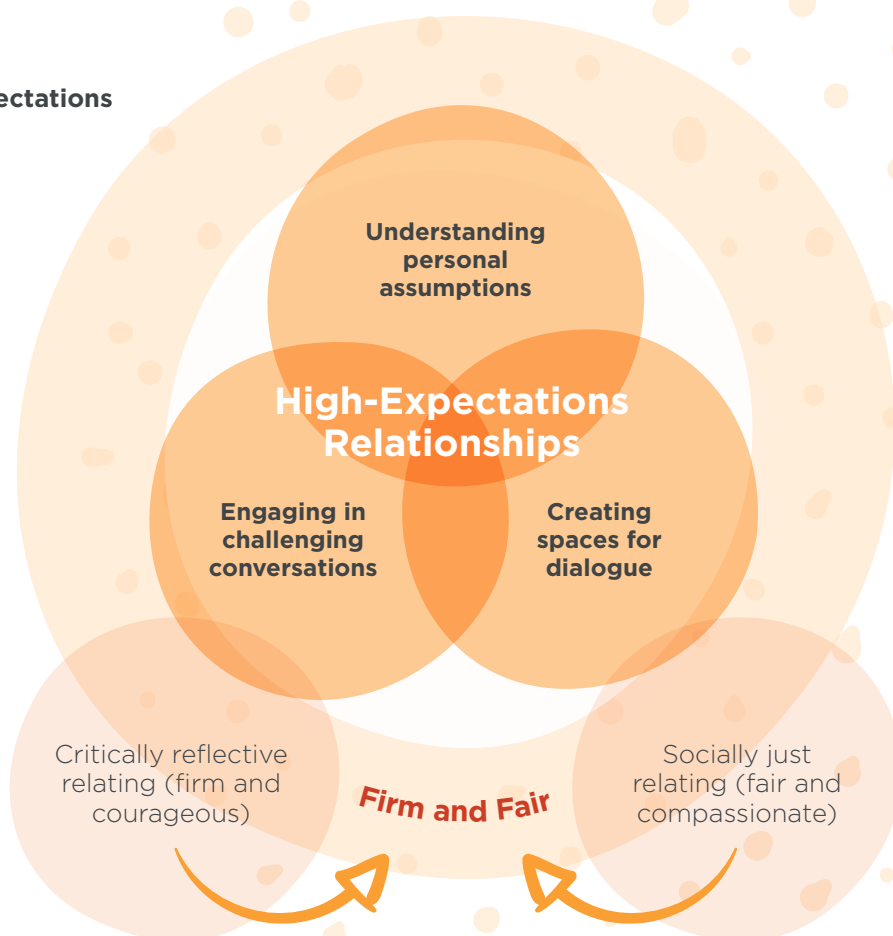 ectations
Understanding
personal
assumptions
High-Expectations
Relationships
Engaging in
challenging
conversations
Creating
spaces for
dialogue
Critically reflective
relating (firm and
courageous)
Firm and Fair
Socially just
relating (fair and
compassionate)